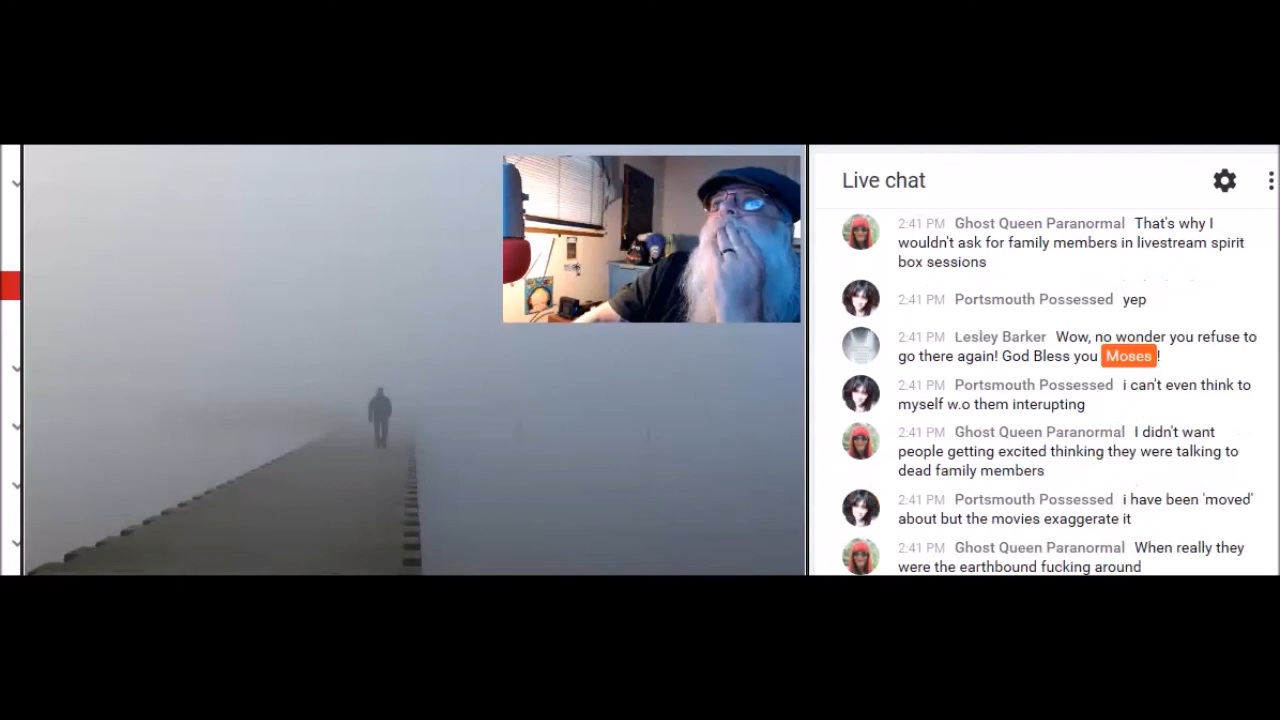 Live chat
2:41 PM Ghost Queen Paranormal That's why I
wouldn't ask for family members in livestream spirit
box sessions
2:41 PM Portsmouth Possessed yep
2:41 PM Lesley Barker Wow, no wonder you refuse to
go there again! God Bless you Moses!
2:41 PM Portsmouth Possessed i can't even think to
myself w.o them interupting
2:41 PM Ghost Queen Paranormal I didn't want
people getting excited thinking they were talking to
dead family members
2:41 PM Portsmouth Possessed i have been 'moved'
about but the movies exaggerate it
2:41 PM Ghost Queen Paranormal When really they
were the earthbound fucking around